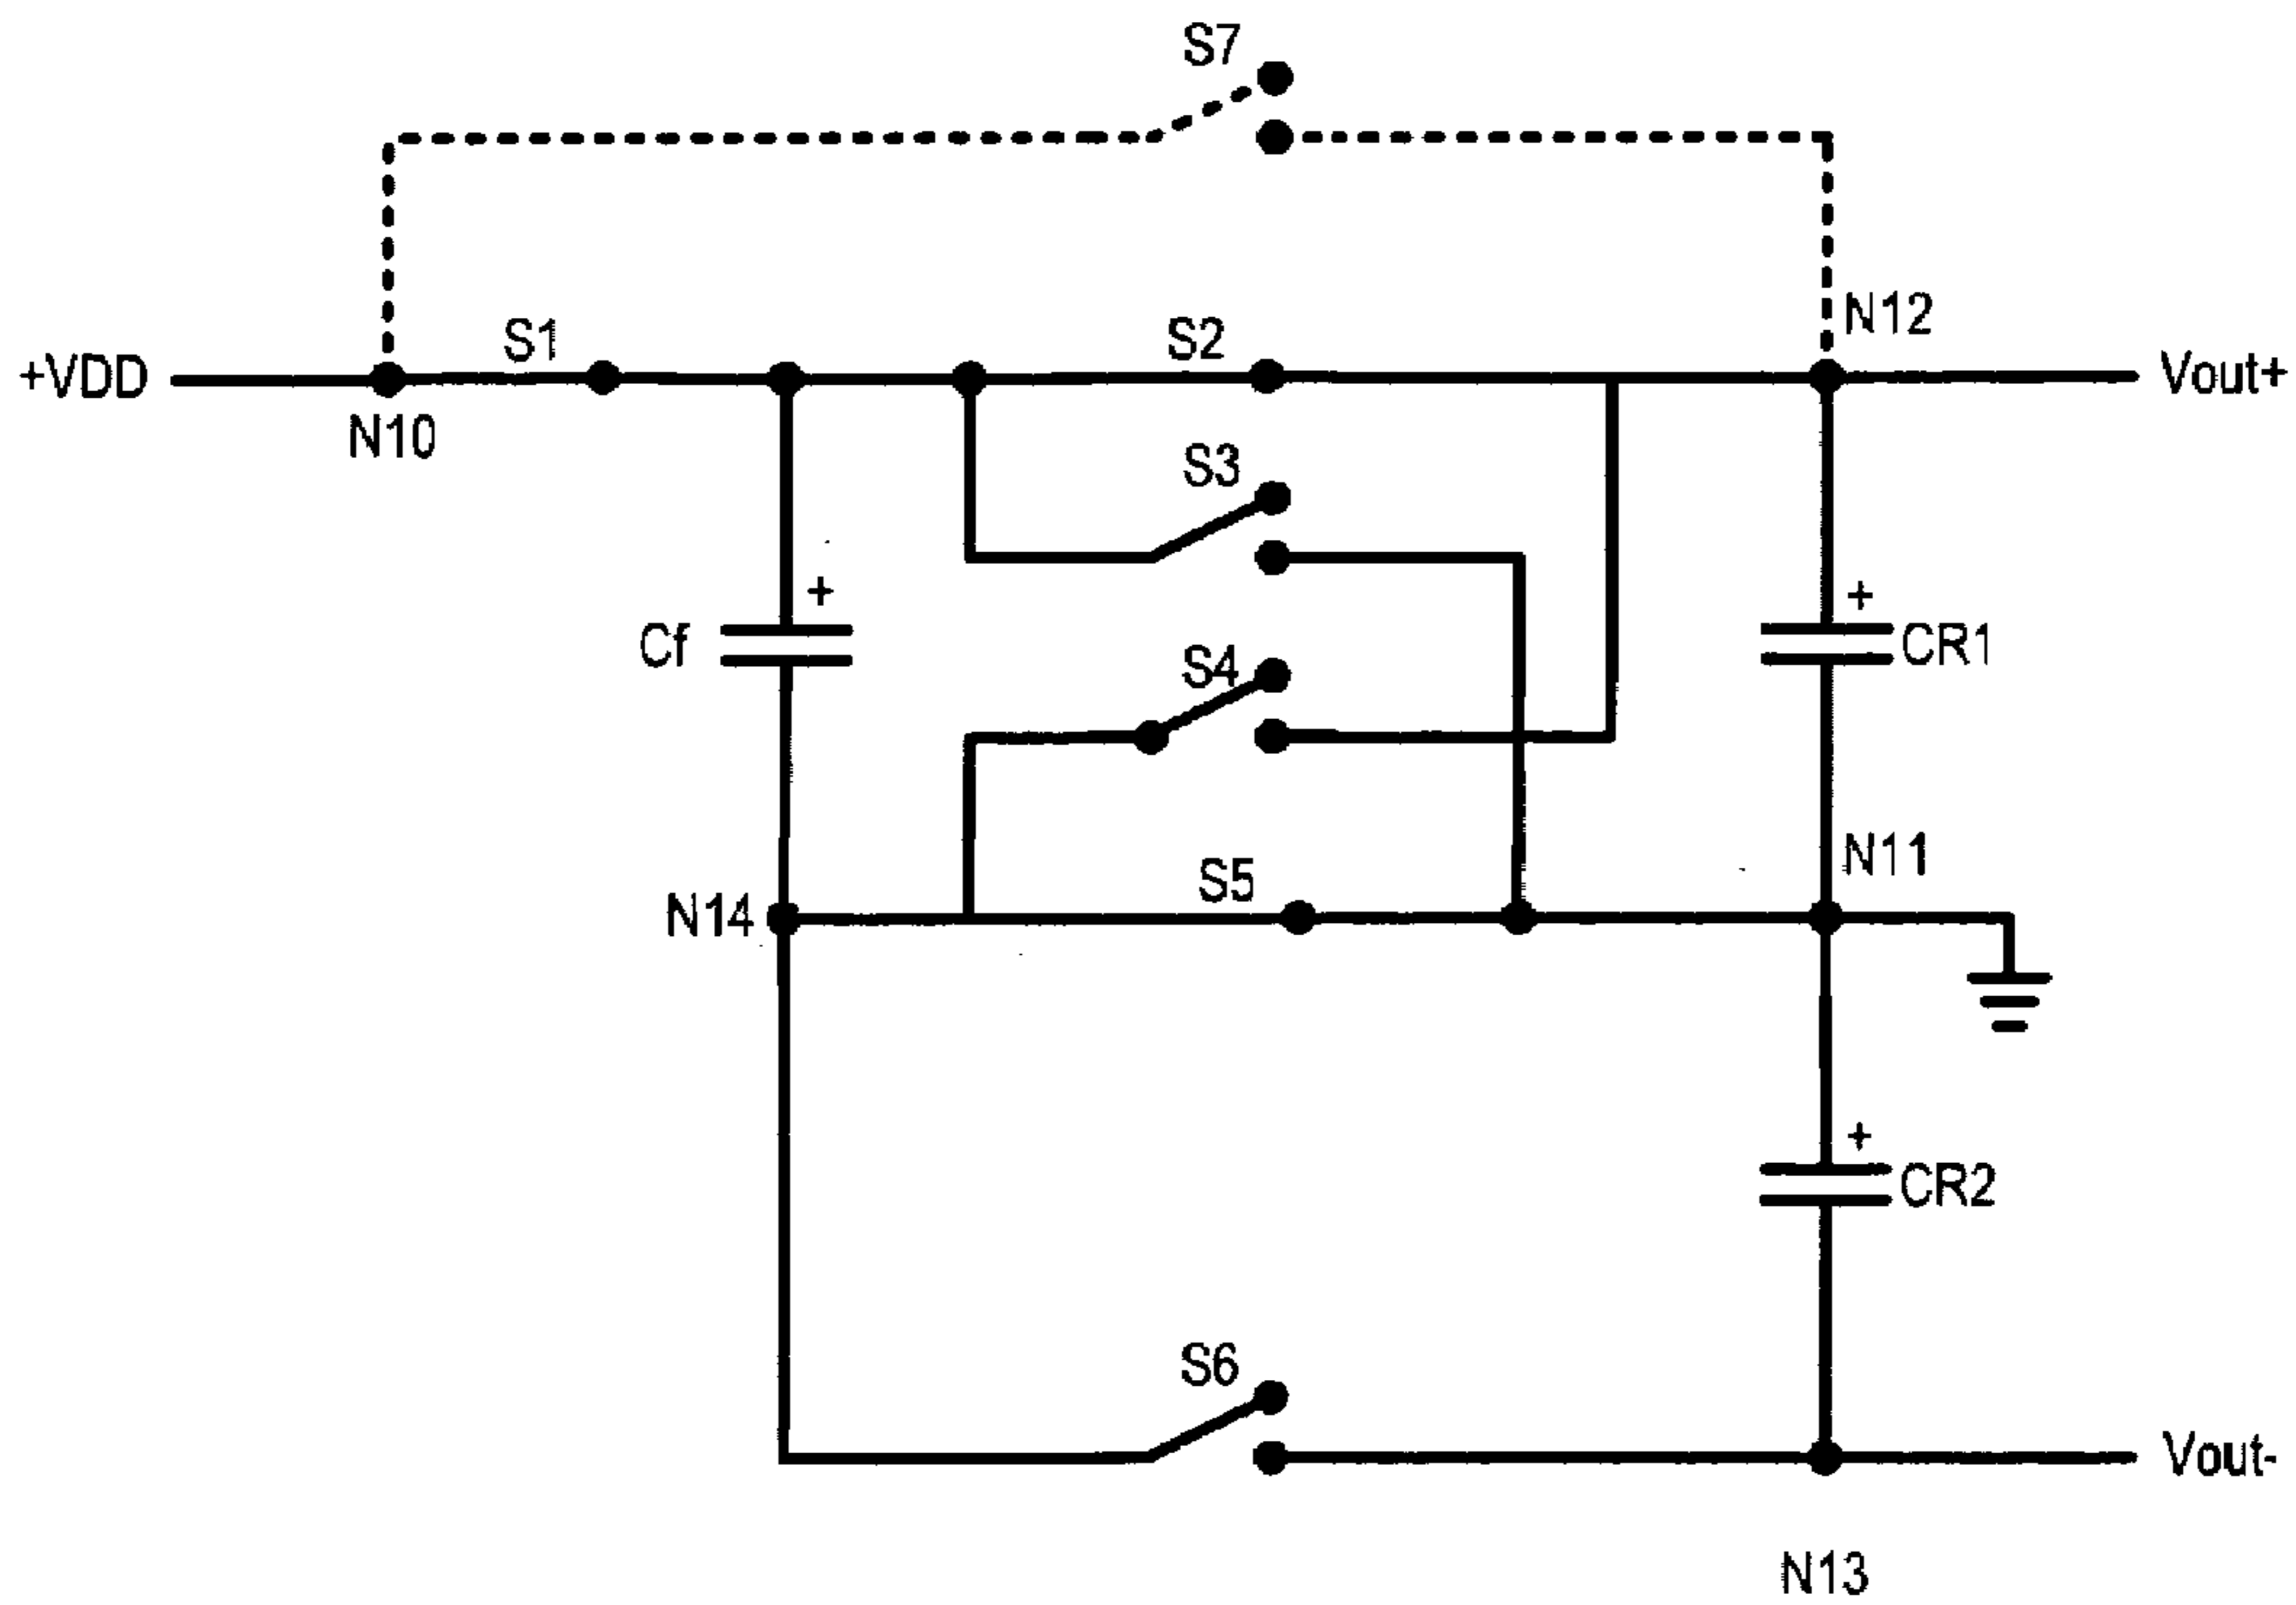 S7
N12
S1
S2
+VDD
Vout+
N10
S3
+
+
Cf
CR1
S4
N11
S5
N14
+
CR2
S6
Vout-
N13